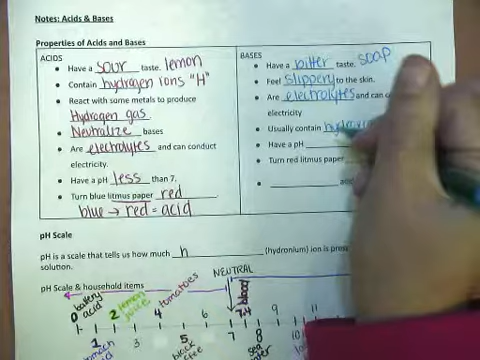 Notes: Acids & Bases
Properties of Acids and Bases
ACIDS
• Have a sour taste. lemon
• Contain hydrogen ions "H"
• React with some metals to produce
Hydrogen gas
• Neutralize bases
• Are electrolytes and can conduct
electricity.
• Have a pH less than 7.
• Turn blue litmus paper red
blue → red = acid
BASES
• Have a bitter taste. soap
• Feel slippery to the skin.
• Are electrolytes and can
electricity
• Usually contain
• Have a pH
• Turn red litmus paper
pH Scale
pH is a scale that tells us how much h (hydronium) ion is
solution.
pH Scale & household items
NEUTRAL
battery acid
lemon
tomatoes
blood
0 2 4 6 7.4 9 11
1 3 5 7 8 10
black
sea